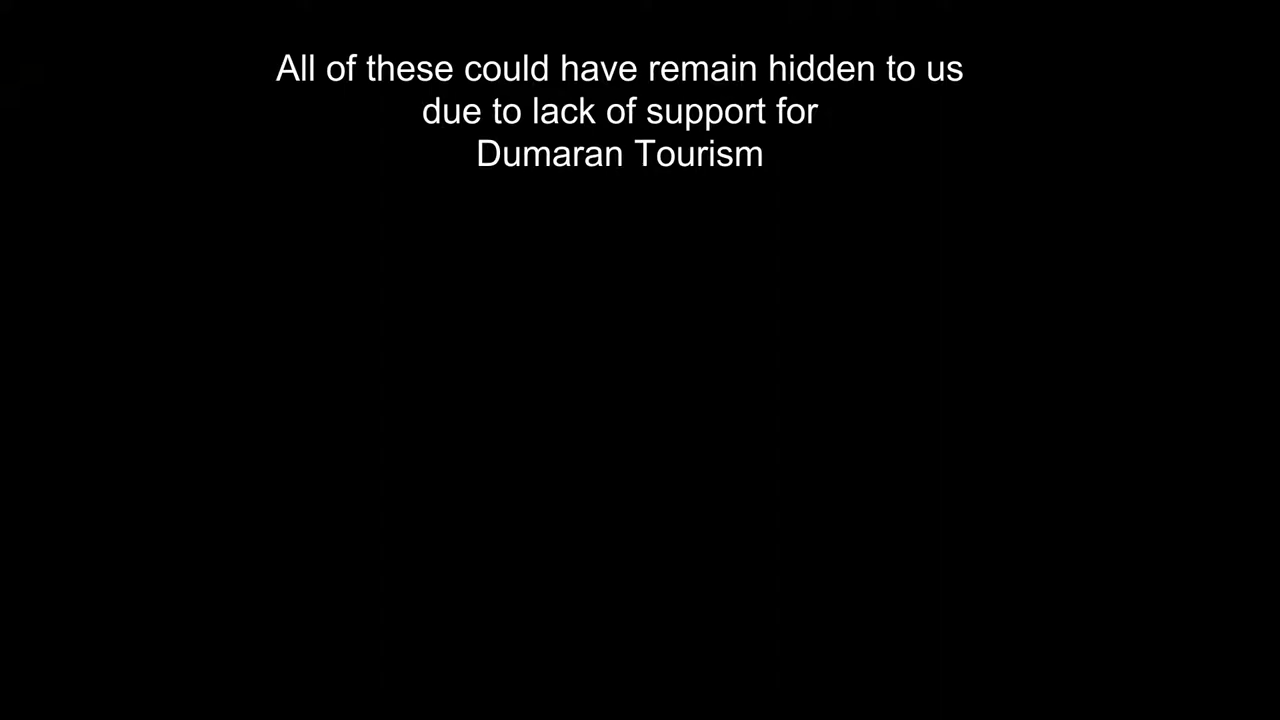 All of these could have remain hidden to us
due to lack of support for
Dumaran Tourism